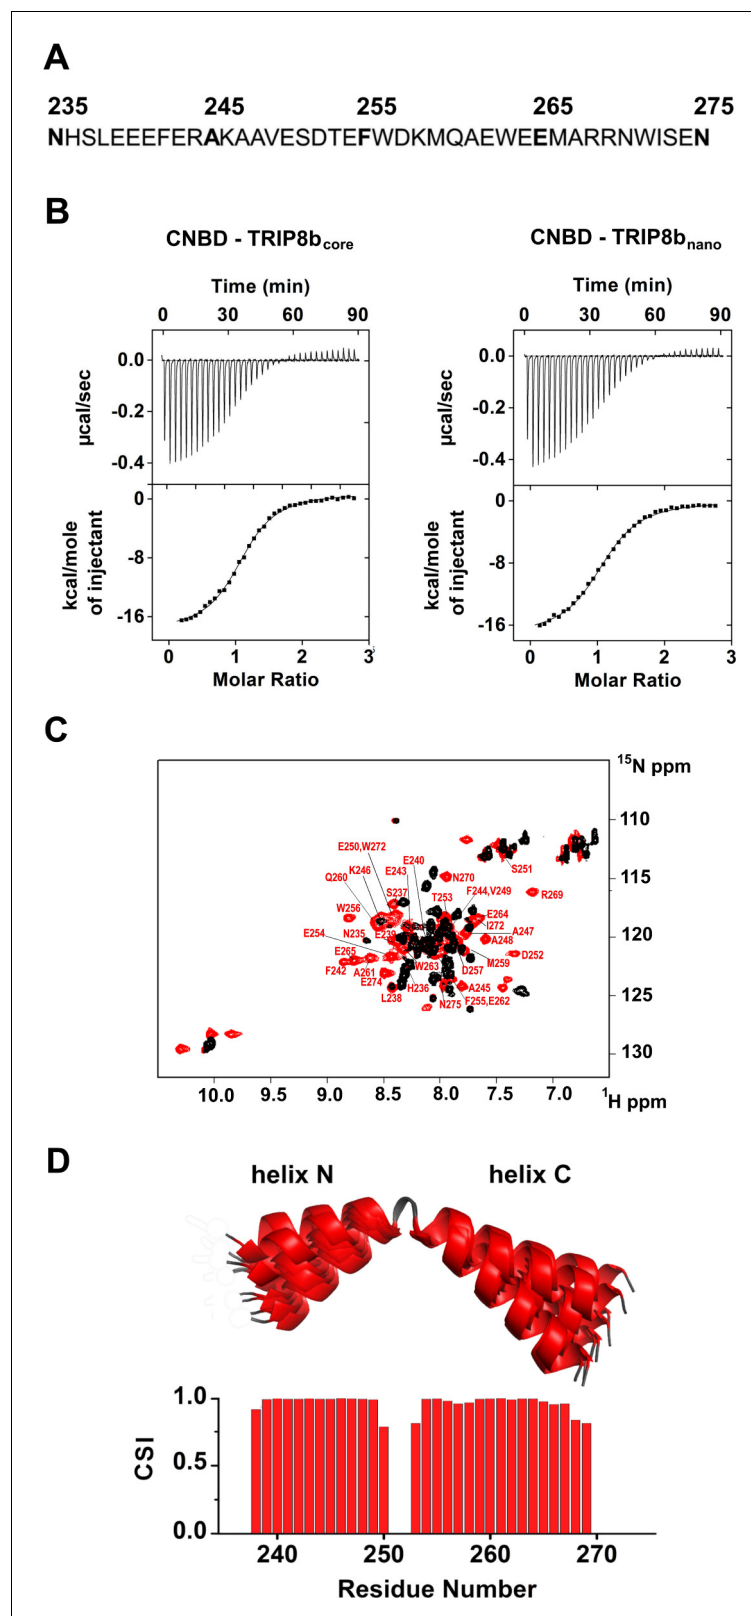 A
235 245 255 265 275
NHSLEEEFERAKAAVESDTEFWDKMQAEWEEMARRNWISEN
B
CNBD - TRIP8bcore
CNBD - TRIP8bnano
Time (min)
Time (min)
0 30 60 90
0 30 60 90
0.0
-0.2
-0.4
µcal/sec
0.0
-0.2
-0.4
µcal/sec
0
-8
-16
kcal/mole
of injectant
0
-8
-16
kcal/mole
of injectant
0 1 2 3
0 1 2 3
Molar Ratio
Molar Ratio
C
15N ppm
110
E250,W272
E240
K246
E243
S251
Q260
S237
N270
F244,V249
115
R269
W256
T253
E264
I272
N235
E239
A247
E254
A248
120
E265
D252
F242
A261
W263
D257
M259
E274
H236
A245
L238
N275
F255,E262
125
130
10.0 9.5 9.0 8.5 8.0 7.5 7.0
1H ppm
D
helix N
helix C
1.0
0.5
0.0
CSI
240 250 260 270
Residue Number